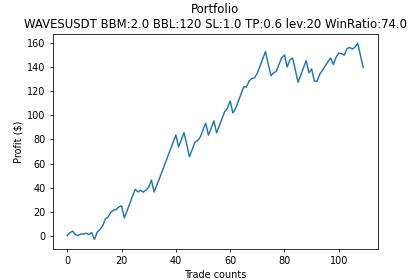 Portfolio
WAVESUSDT BBM:2.0 BBL:120 SL:1.0 TP:0.6 lev:20 WinRatio:74.0
160
140
120
100
80
60
40
20
0
Profit ($)
0 20 40 60 80 100
Trade counts